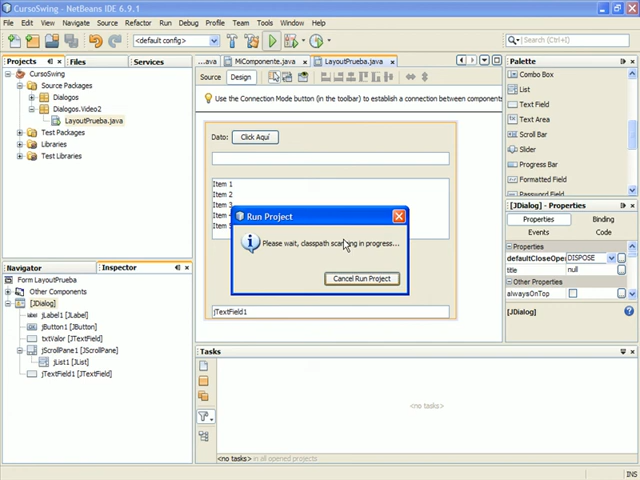 CursoSwing - NetBeans IDE 6.9.1
File Edit View Navigate Source Refactor Run Debug Profile Team Tools Window Help
<default config>
Search (Ctrl+I)
Projects
Files
Services
CursoSwing
Source Packages
Dialogos
Dialogos.Video2
LayoutPrueba.java
Test Packages
Libraries
Test Libraries
...ava
MiComponente.java
LayoutPrueba.java
Source
Design
Use the Connection Mode button (in the toolbar) to establish a connection between components
Dato:
Click Aquí
Item 1
Item 2
Item 3
Item
Item
jTextField1
Run Project
Please wait, classpath scanning in progress...
Cancel Run Project
Palette
Combo Box
List
Text Field
Text Area
Scroll Bar
Slider
Progress Bar
Formatted Field
Password Field
[JDialog] - Properties
Properties
Binding
Events
Code
Properties
defaultCloseOper
DISPOSE
title
null
Other Properties
alwaysOnTop
[JDialog]
Navigator
Inspector
Form LayoutPrueba
Other Components
[JDialog]
jLabel1 [JLabel]
jButton1 [JButton]
txtValor [JTextField]
jScrollPane1 [JScrollPane]
jList1 [JList]
jTextField1 [JTextField]
Tasks
<no tasks>
<no tasks> in all opened projects
INS